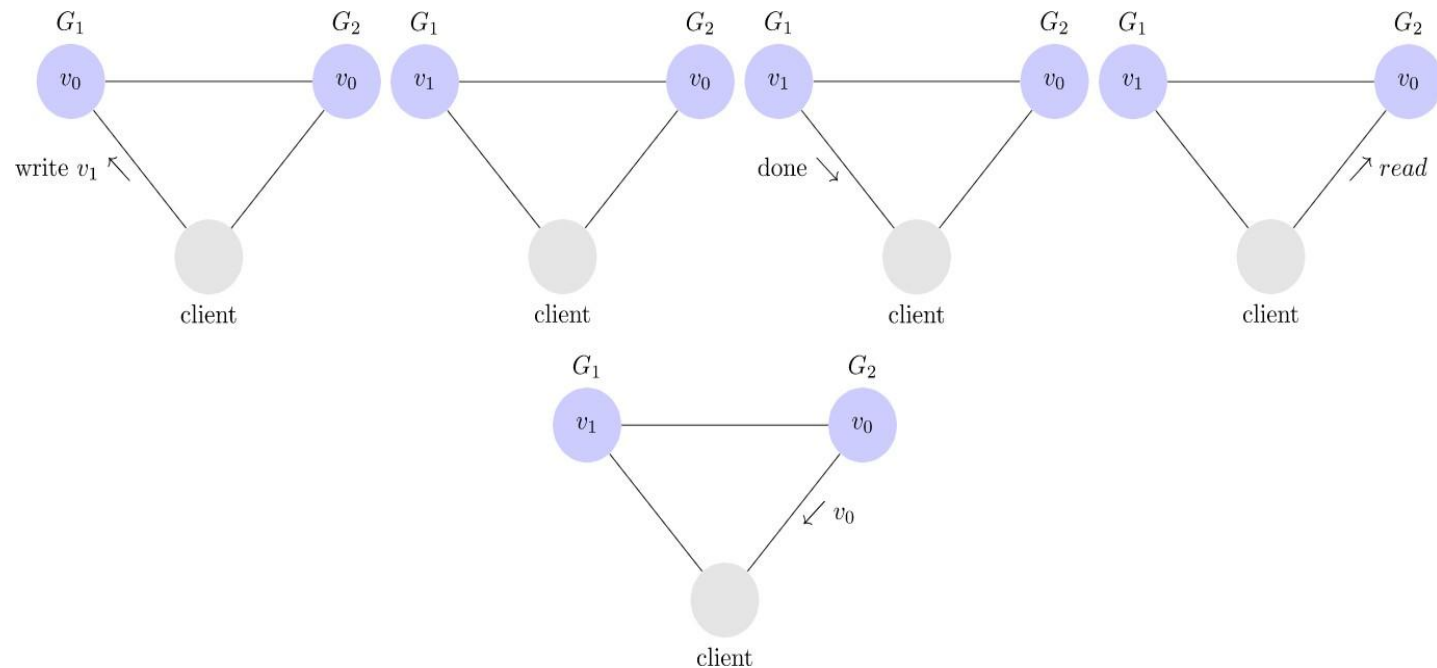 G₁ G₂ G₁ G₂ G₁ G₂ G₁ G₂
v₀ v₀ v₁ v₀ v₁ v₀ v₁ v₀
write v₁ done read
client client client client
G₁ G₂
v₁ v₀
v₀
client